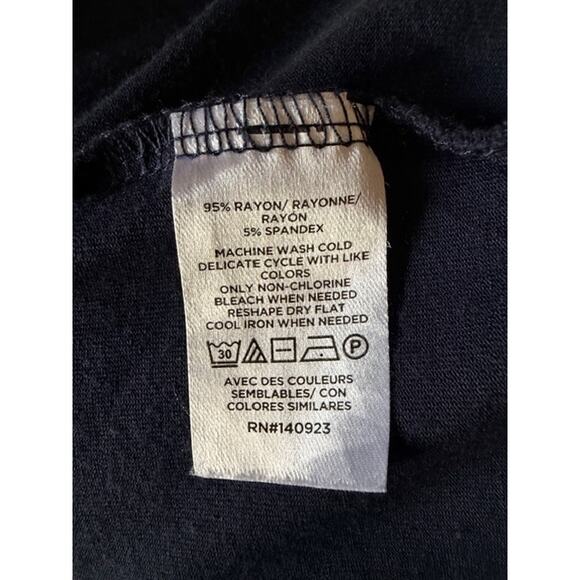 95% RAYON/ RAYONNE/
RAYÓN
5% SPANDEX
MACHINE WASH COLD
DELICATE CYCLE WITH LIKE
COLORS
ONLY NON-CHLORINE
BLEACH WHEN NEEDED
RESHAPE DRY FLAT
COOL IRON WHEN NEEDED
30 P
AVEC DES COULEURS
SEMBLABLES/ CON
COLORES SIMILARES
RN#140923